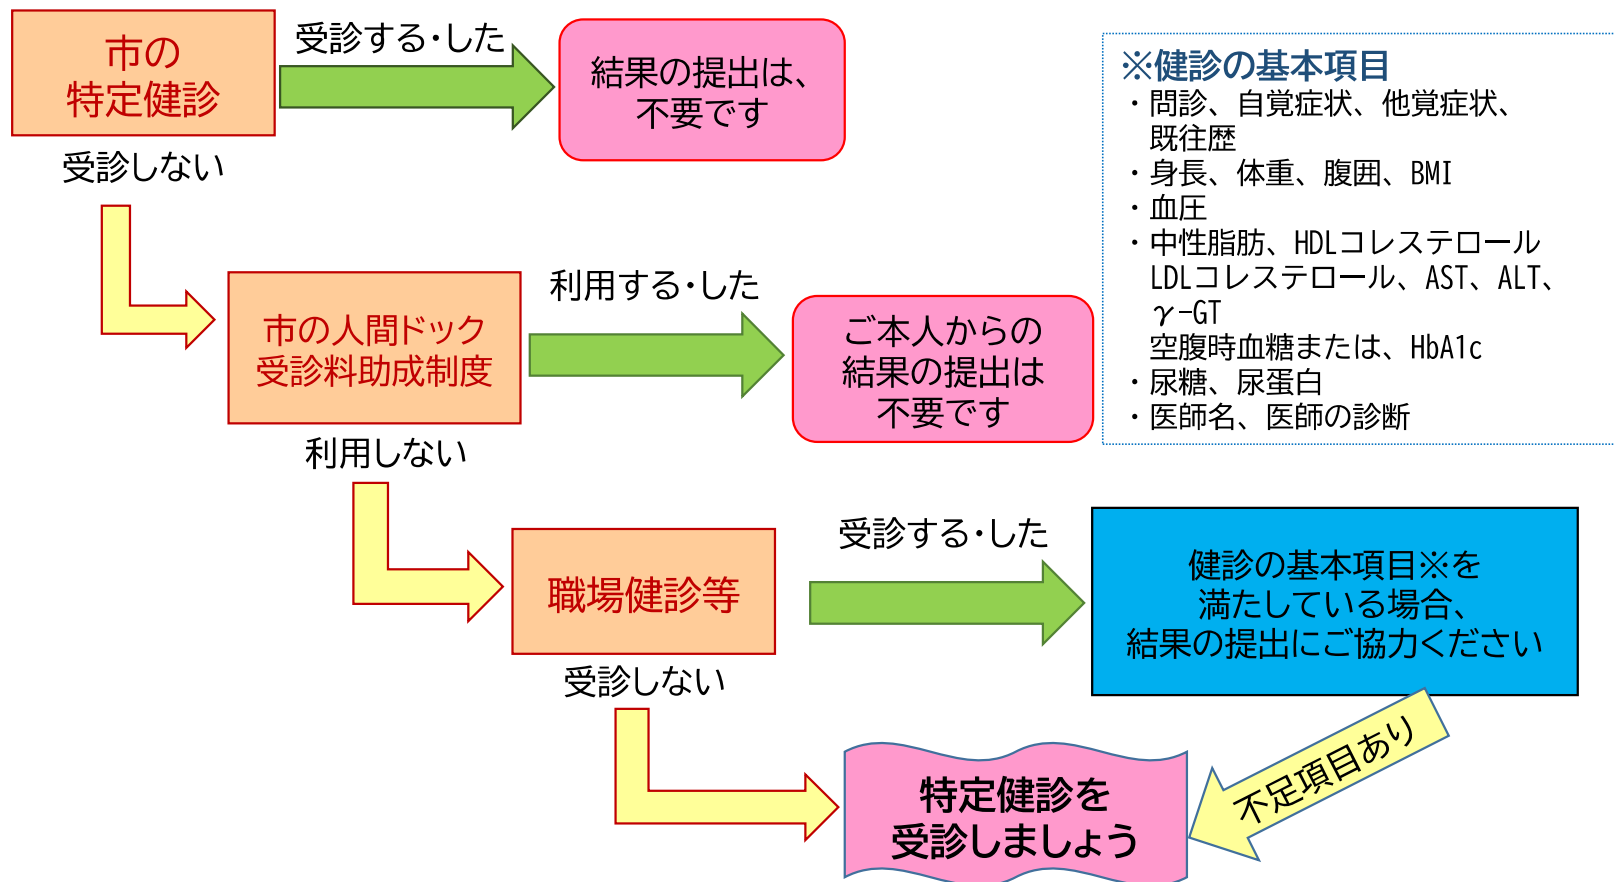 市の
特定健診
受診する・した
結果の提出は、
不要です
受診しない
市の人間ドック
受診料助成制度
利用する・した
ご本人からの
結果の提出は
不要です
利用しない
職場健診等
受診する・した
健診の基本項目※を
満たしている場合、
結果の提出にご協力ください
受診しない
不足項目あり
特定健診を
受診しましょう
※健診の基本項目
・問診、自覚症状、他覚症状、
既往歴
・身長、体重、腹囲、BMI
・血圧
・中性脂肪、HDLコレステロール
LDLコレステロール、AST、ALT、
γ-GT
空腹時血糖または、HbA1c
・尿糖、尿蛋白
・医師名、医師の診断